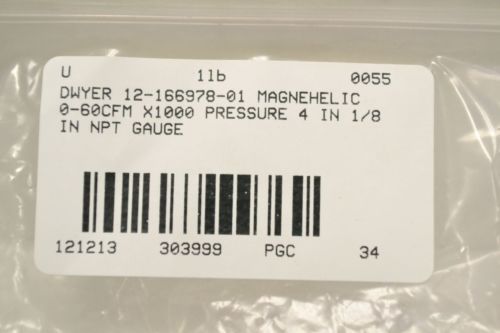 U 1lb 0055
DWYER 12-166978-01 MAGNEHELIC
0-60CFM X1000 PRESSURE 4 IN 1/8
IN NPT GAUGE
121213 303999 PGC 34